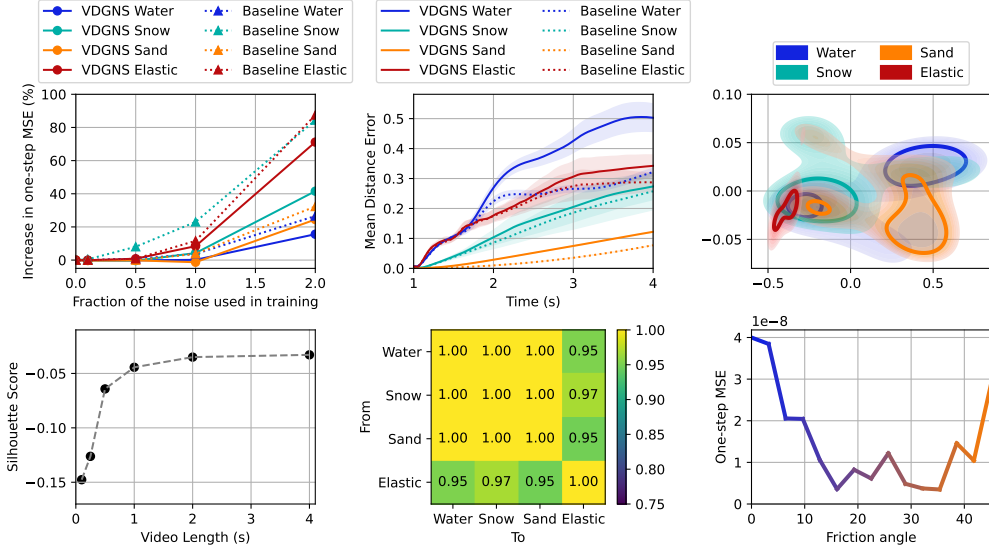 VDGNS Water
VDGNS Snow
VDGNS Sand
VDGNS Elastic
Baseline Water
Baseline Snow
Baseline Sand
Baseline Elastic
Increase in one-step MSE (%)
100
80
60
40
20
0
0.0 0.5 1.0 1.5 2.0
Fraction of the noise used in training
VDGNS Water
VDGNS Snow
VDGNS Sand
VDGNS Elastic
Baseline Water
Baseline Snow
Baseline Sand
Baseline Elastic
Mean Distance Error
0.5
0.4
0.3
0.2
0.1
0.0
1 2 3 4
Time (s)
Water
Snow
Sand
Elastic
0.10
0.05
0.00
−0.05
−0.5 0.0 0.5
Silhouette Score
−0.05
−0.10
−0.15
0 1 2 3 4
Video Length (s)
From
Water 1.00 1.00 1.00 0.95
Snow 1.00 1.00 1.00 0.97
Sand 1.00 1.00 1.00 0.95
Elastic 0.95 0.97 0.95 1.00
Water Snow Sand Elastic
To
1.00
0.95
0.90
0.85
0.80
0.75
1e−8
One-step MSE
4
3
2
1
0
0 10 20 30 40
Friction angle